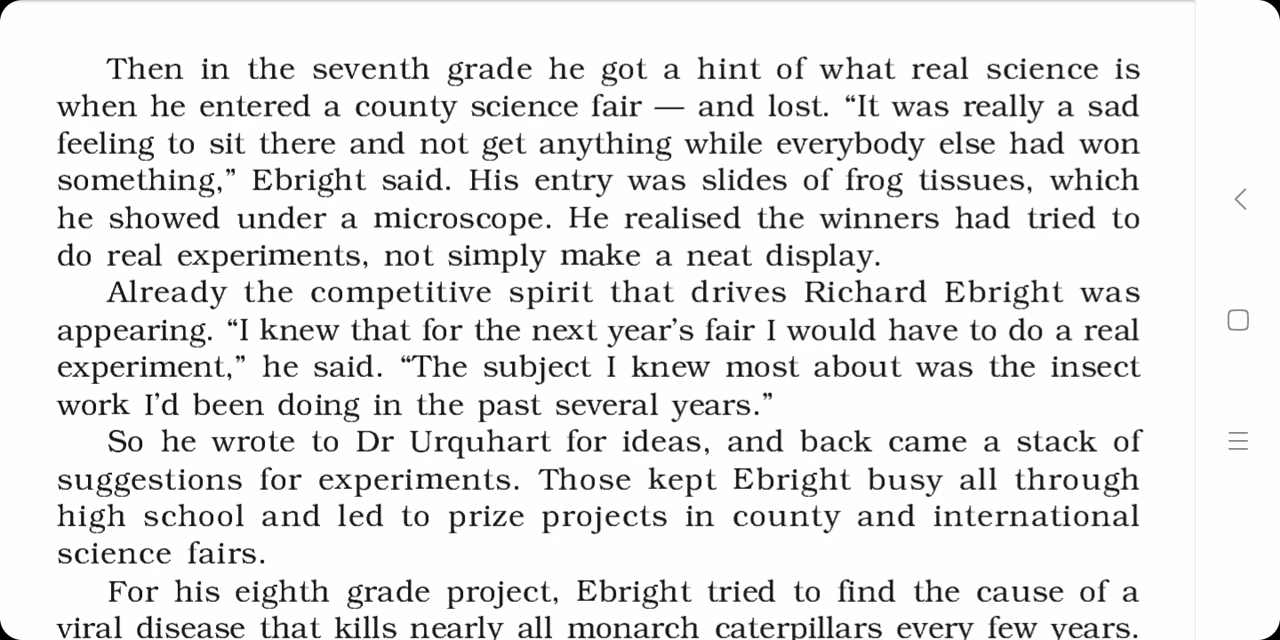 Then in the seventh grade he got a hint of what real science is
when he entered a county science fair — and lost. “It was really a sad
feeling to sit there and not get anything while everybody else had won
something,” Ebright said. His entry was slides of frog tissues, which
he showed under a microscope. He realised the winners had tried to
do real experiments, not simply make a neat display.
Already the competitive spirit that drives Richard Ebright was
appearing. “I knew that for the next year’s fair I would have to do a real
experiment,” he said. “The subject I knew most about was the insect
work I’d been doing in the past several years.”
So he wrote to Dr Urquhart for ideas, and back came a stack of
suggestions for experiments. Those kept Ebright busy all through
high school and led to prize projects in county and international
science fairs.
For his eighth grade project, Ebright tried to find the cause of a
viral disease that kills nearly all monarch caterpillars every few years.